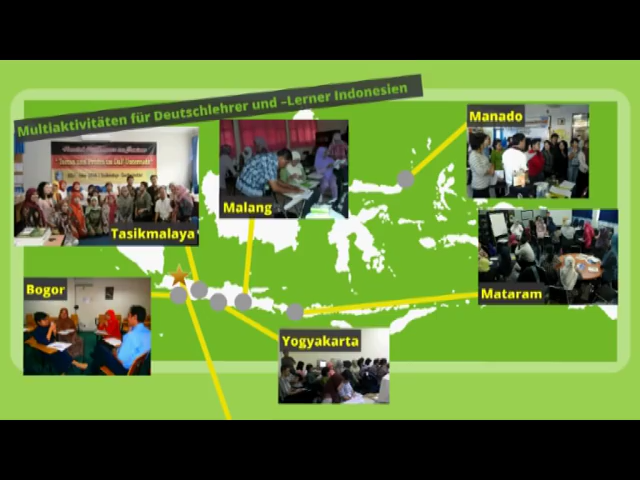 Multiaktivitäten für Deutschlehrer und –Lerner Indonesien
Manado
Malang
Tasikmalaya
Bogor
Mataram
Yogyakarta